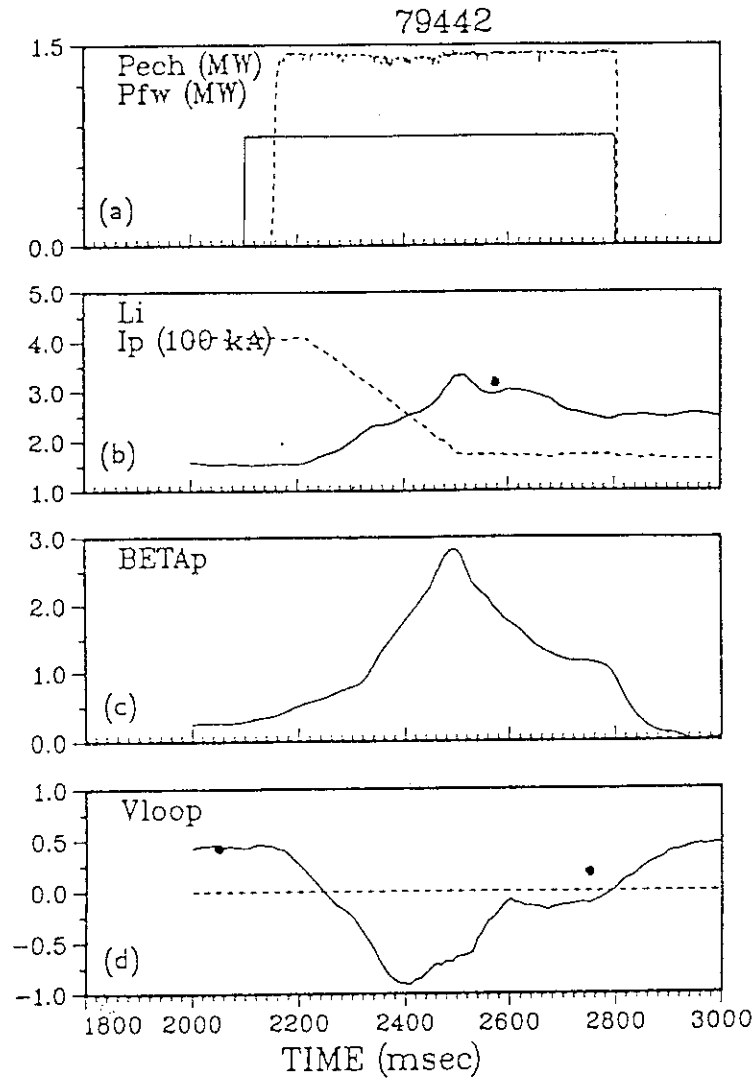 79442
1.5
Pech (MW)
Pfw (MW)
(a)
0.0
5.0
Li
4.0
Ip (100 kA)
3.0
2.0
(b)
1.0
3.0
BETAp
2.0
1.0
(c)
0.0
1.0
Vloop
0.5
0.0
-0.5
(d)
-1.0
1800 2000 2200 2400 2600 2800 3000
TIME (msec)